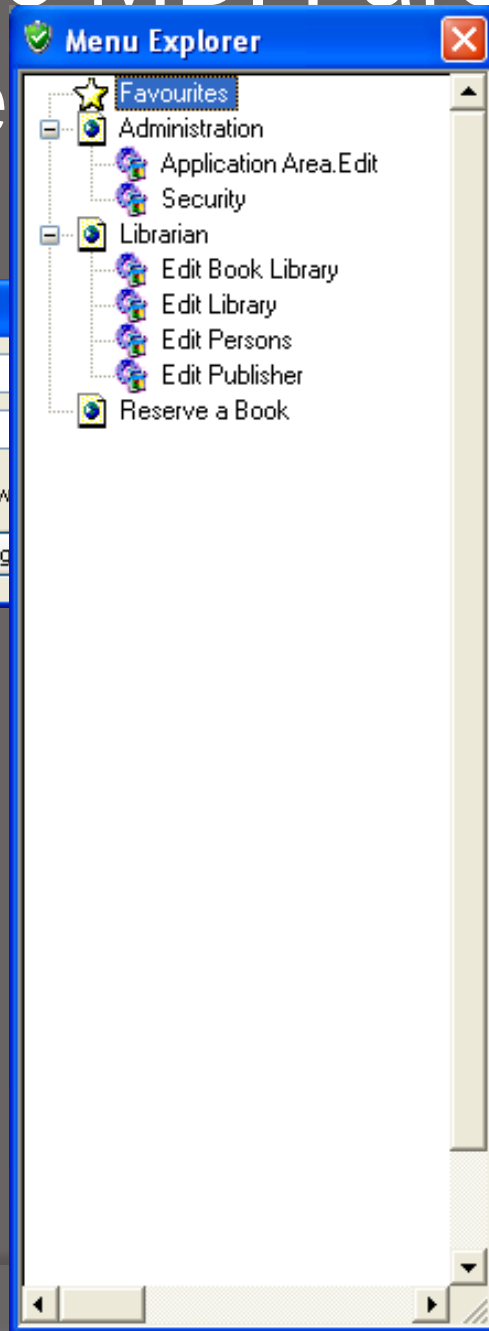 Menu Explorer
Favourites
Administration
Application Area.Edit
Security
Librarian
Edit Book Library
Edit Library
Edit Persons
Edit Publisher
Reserve a Book